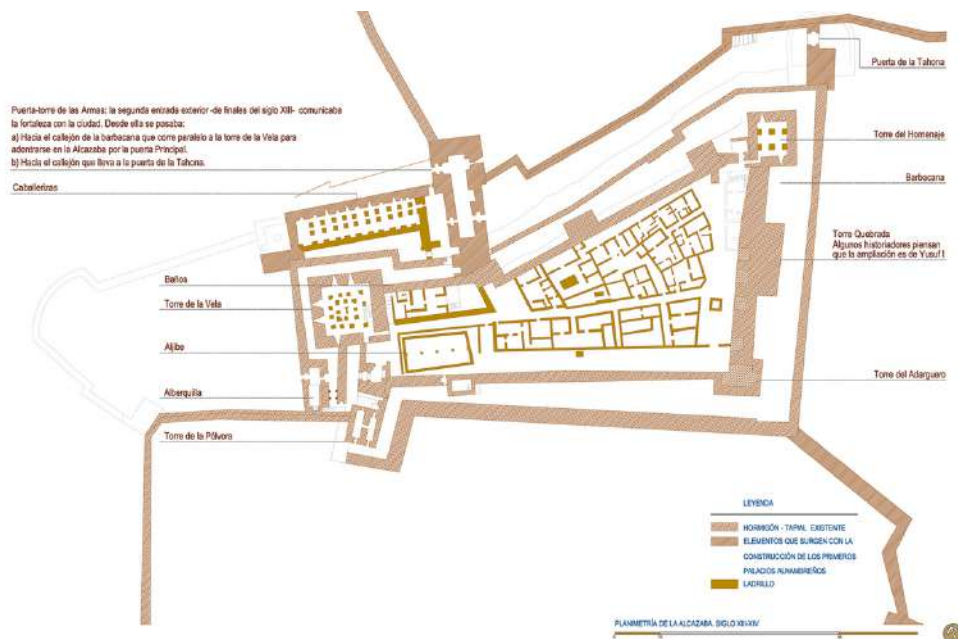 Puerta-torre de las Armas: la segunda entrada exterior -de finales del siglo XIII- comunicaba
la fortaleza con la ciudad. Desde ella se pasaba:
a) Hacia el callejón de la barbacana que corre paralelo a la torre de la Vela para
adentrarse en la Alcazaba por la puerta Principal.
b) Hacia el callejón que lleva a la puerta de la Tahona.
Caballerizas
Baños
Torre de la Vela
Aljibe
Alberquilla
Torre de la Pólvora
Puerta de la Tahona
Torre del Homenaje
Barbacana
Torre Quebrada
Algunos historiadores piensan
que la ampliación es de Yusuf I
Torre del Adarguero
LEYENDA
HORMIGÓN - TAPIAL EXISTENTE
ELEMENTOS QUE SURGEN CON LA
CONSTRUCCIÓN DE LOS PRIMEROS
PALACIOS ALHAMBREÑOS
LADRILLO
PLANIMETRÍA DE LA ALCAZABA. SIGLO XII-XIV